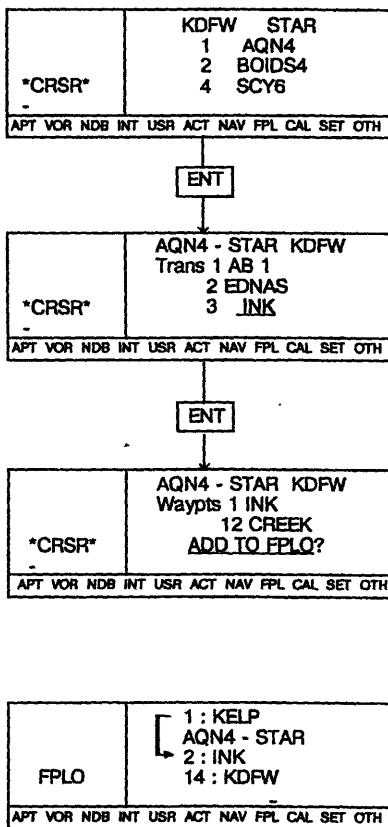 KDFW STAR
1 AQN4
2 BOIDS4
*CRSR* 4 SCY6
APT VOR NDB INT USR ACT NAV FPL CAL SET OTH
ENT
AQN4 - STAR KDFW
Trans 1 AB 1
2 EDNAS
*CRSR* 3 INK
APT VOR NDB INT USR ACT NAV FPL CAL SET OTH
ENT
AQN4 - STAR KDFW
Waypts 1 INK
12 CREEK
*CRSR* ADD TO FPLO?
APT VOR NDB INT USR ACT NAV FPL CAL SET OTH
1 : KELP
AQN4 - STAR
2 : INK
FPLO 14 : KDFW
APT VOR NDB INT USR ACT NAV FPL CAL SET OTH